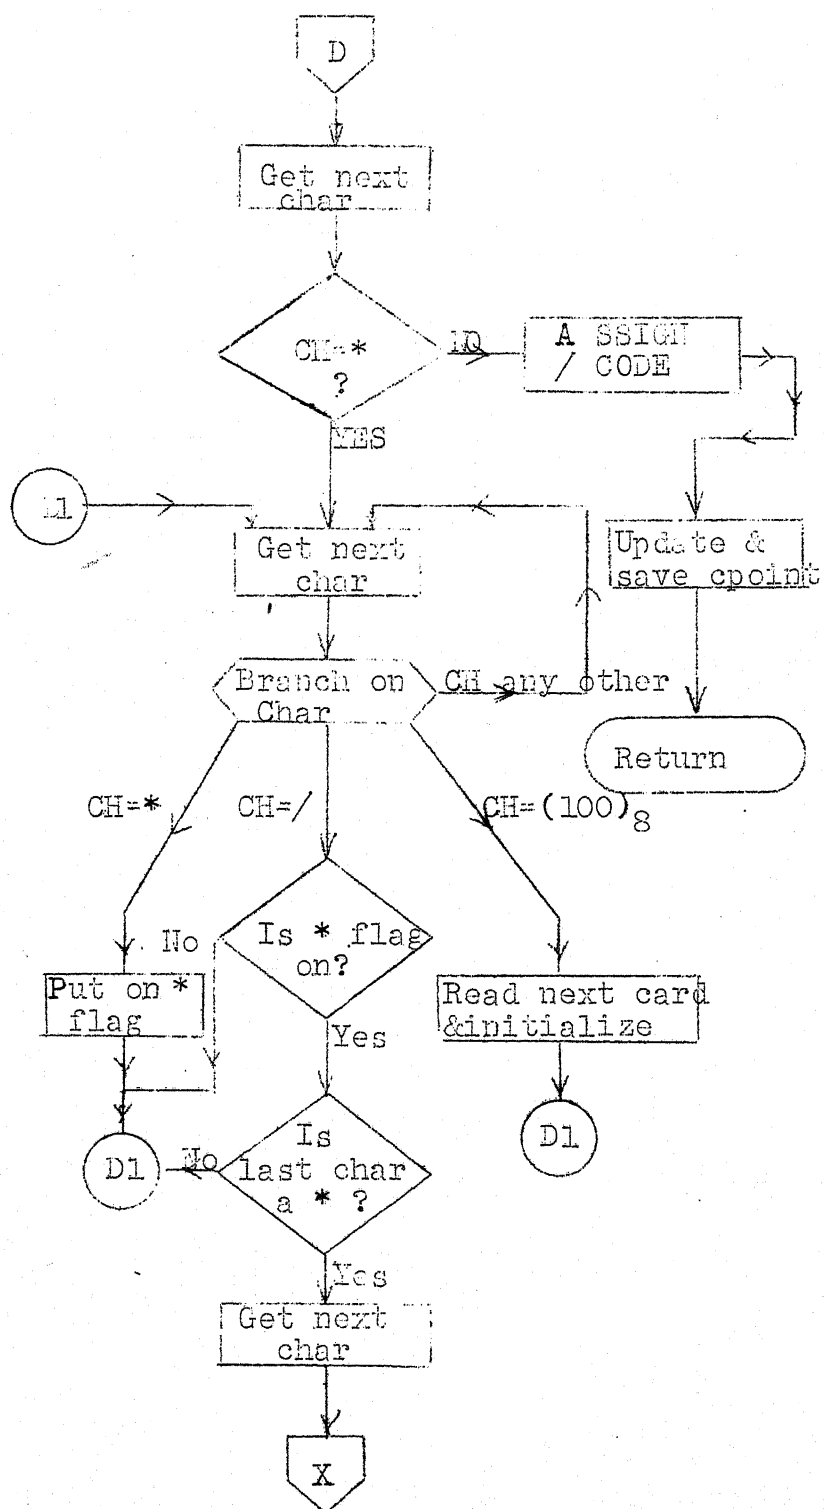 D
Get next
char
CH=*
?
NO
A SSIGN
/ CODE
YES
Get next
char
Update &
save cpoint
Branch on
Char
CH any other
Return
CH=*
CH=/
CH=(100)8
No
Is * flag
on?
Put on *
flag
Read next card
&initialize
Yes
D1
No
Is
last char
a * ?
D1
Yes
Get next
char
X